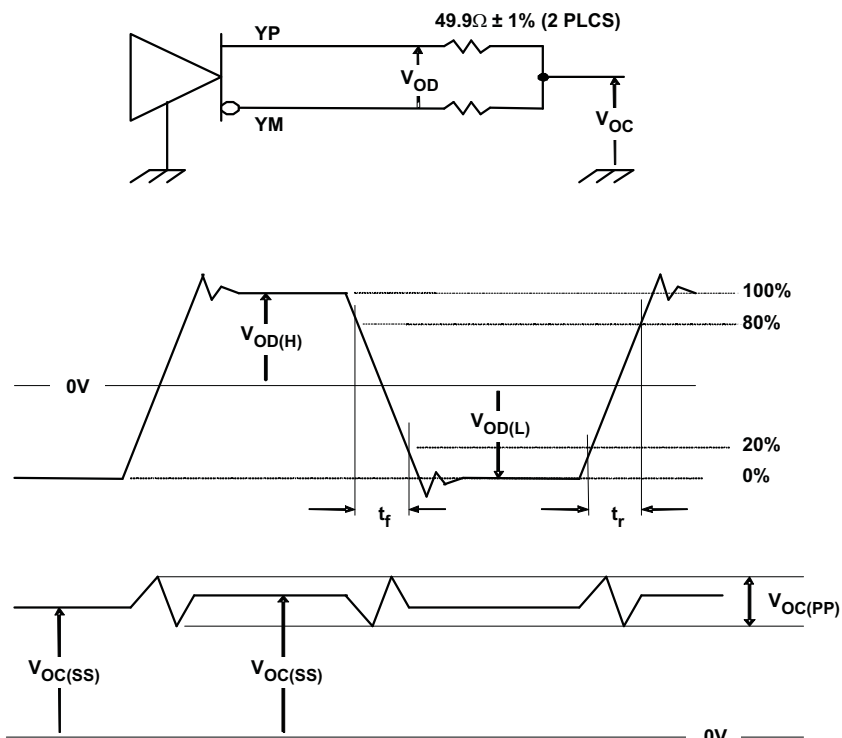 49.9Ω ± 1% (2 PLCS)
YP
V_OD
YM
V_OC
100%
80%
V_OD(H)
0V
V_OD(L)
20%
0%
t_f
t_r
V_OC(PP)
V_OC(SS)
V_OC(SS)
0V